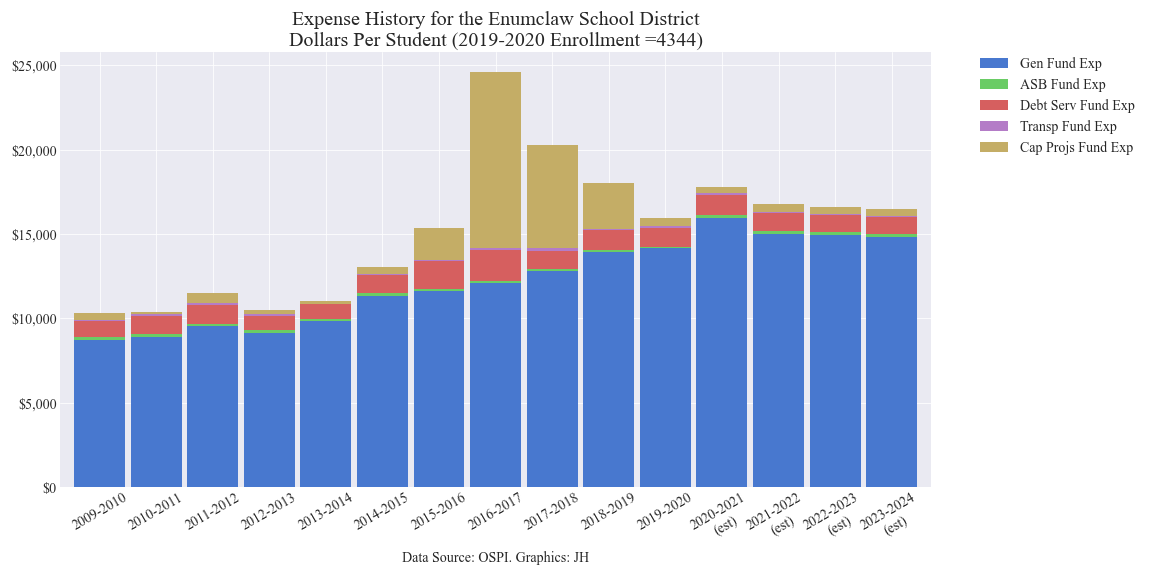 Expense History for the Enumclaw School District
Dollars Per Student (2019-2020 Enrollment =4344)
$25,000
$20,000
$15,000
$10,000
$5,000
$0
Gen Fund Exp
ASB Fund Exp
Debt Serv Fund Exp
Transp Fund Exp
Cap Projs Fund Exp
2009-2010
2010-2011
2011-2012
2012-2013
2013-2014
2014-2015
2015-2016
2016-2017
2017-2018
2018-2019
2019-2020
2020-2021
(est)
2021-2022
(est)
2022-2023
(est)
2023-2024
(est)
Data Source: OSPI. Graphics: JH